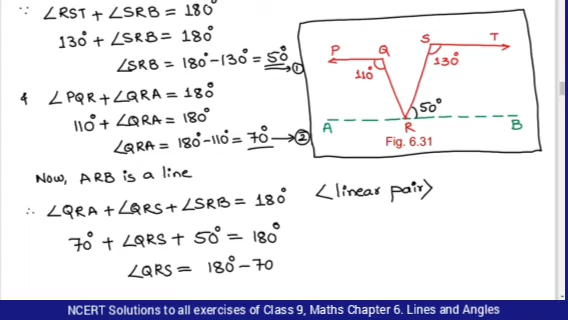 ∵ ∠RST + ∠SRB = 180°
130° + ∠SRB = 180°
∠SRB = 180° - 130° = 50° → ①
& ∠PQR + ∠QRA = 180°
110° + ∠QRA = 180°
∠QRA = 180° - 110° = 70° → ②
Now, ARB is a line
∴ ∠QRA + ∠QRS + ∠SRB = 180° <linear pair>
70° + ∠QRS + 50° = 180°
∠QRS = 180° - 70
P Q S T
110° 130°
50°
A R B
Fig. 6.31
NCERT Solutions to all exercises of Class 9, Maths Chapter 6. Lines and Angles